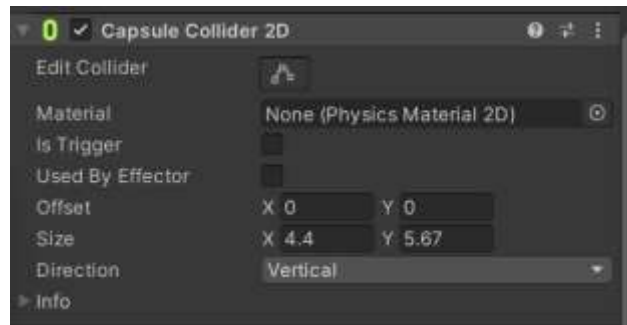 Capsule Collider 2D
Edit Collider
Material None (Physics Material 2D)
Is Trigger
Used By Effector
Offset X 0 Y 0
Size X 4.4 Y 5.67
Direction Vertical
Info